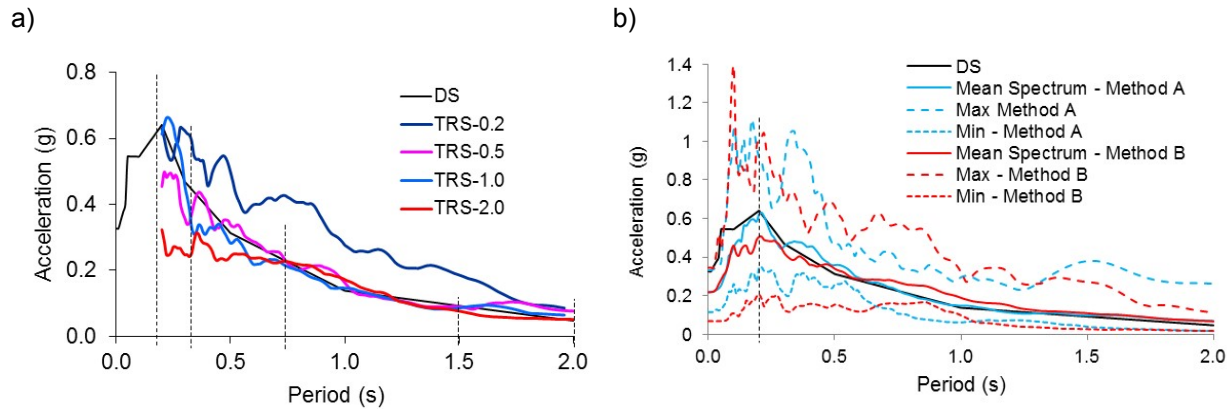 a)
0.8
0.6
0.4
0.2
0.0
Acceleration (g)
DS
TRS-0.2
TRS-0.5
TRS-1.0
TRS-2.0
0.0 0.5 1.0 1.5 2.0
Period (s)
b)
1.4
1.2
1
0.8
0.6
0.4
0.2
0
Acceleration (g)
DS
Mean Spectrum - Method A
Max Method A
Min - Method A
Mean Spectrum - Method B
Max - Method B
Min - Method B
0.0 0.5 1.0 1.5 2.0
Period (s)